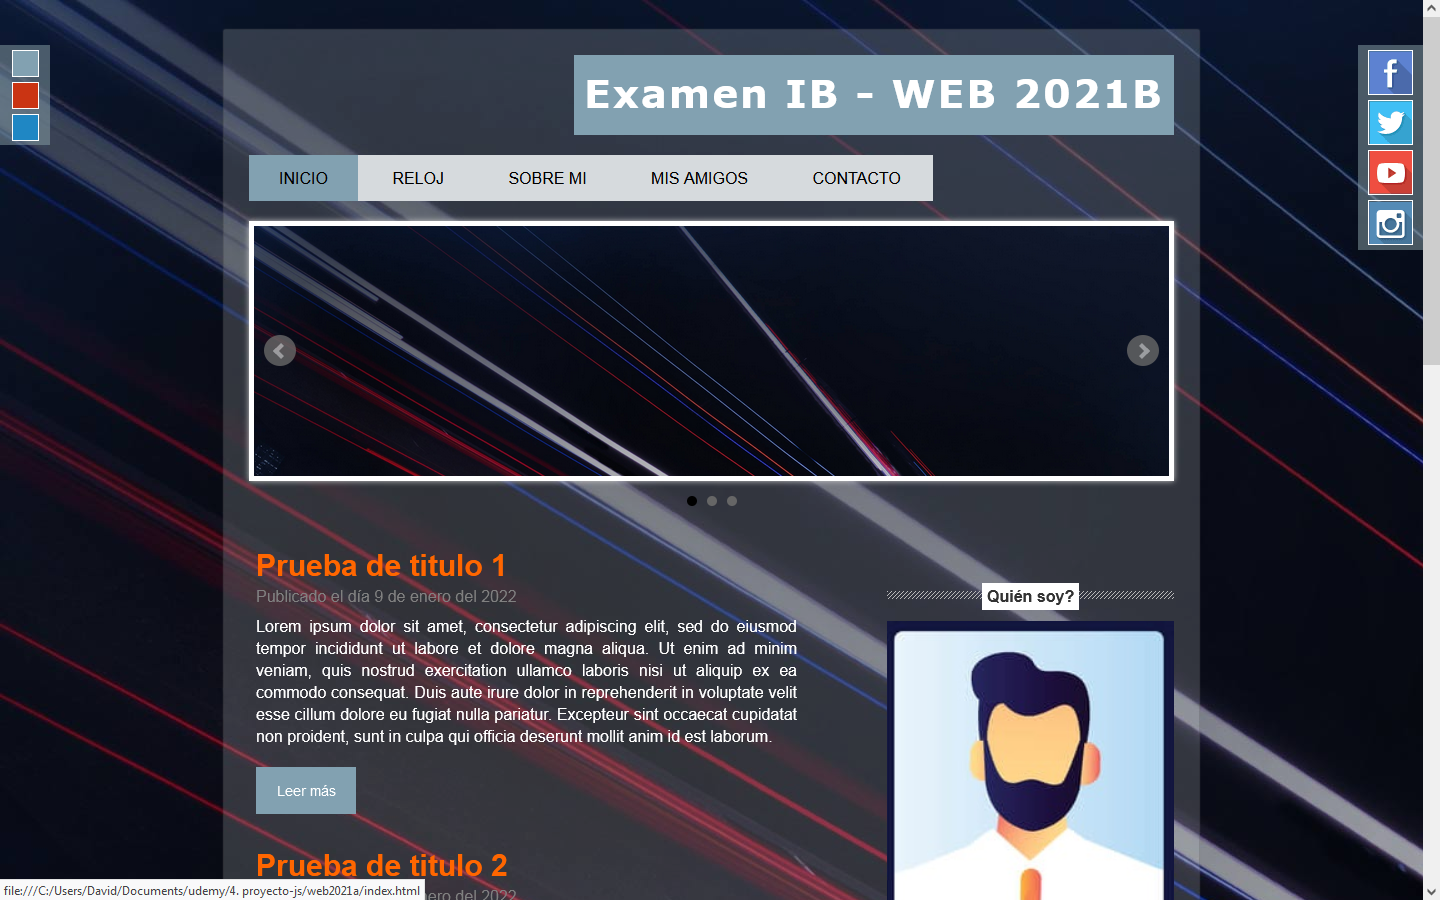 Examen IB - WEB 2021B
INICIO RELOJ SOBRE MI MIS AMIGOS CONTACTO
Prueba de titulo 1
Publicado el día 9 de enero del 2022
Lorem ipsum dolor sit amet, consectetur adipiscing elit, sed do eiusmod
tempor incididunt ut labore et dolore magna aliqua. Ut enim ad minim
veniam, quis nostrud exercitation ullamco laboris nisi ut aliquip ex ea
commodo consequat. Duis aute irure dolor in reprehenderit in voluptate velit
esse cillum dolore eu fugiat nulla pariatur. Excepteur sint occaecat cupidatat
non proident, sunt in culpa qui officia deserunt mollit anim id est laborum.
Leer más
Quién soy?
Prueba de titulo 2
enero del 2022
file:///C:/Users/David/Documents/udemy/4. proyecto-js/web2021a/index.html